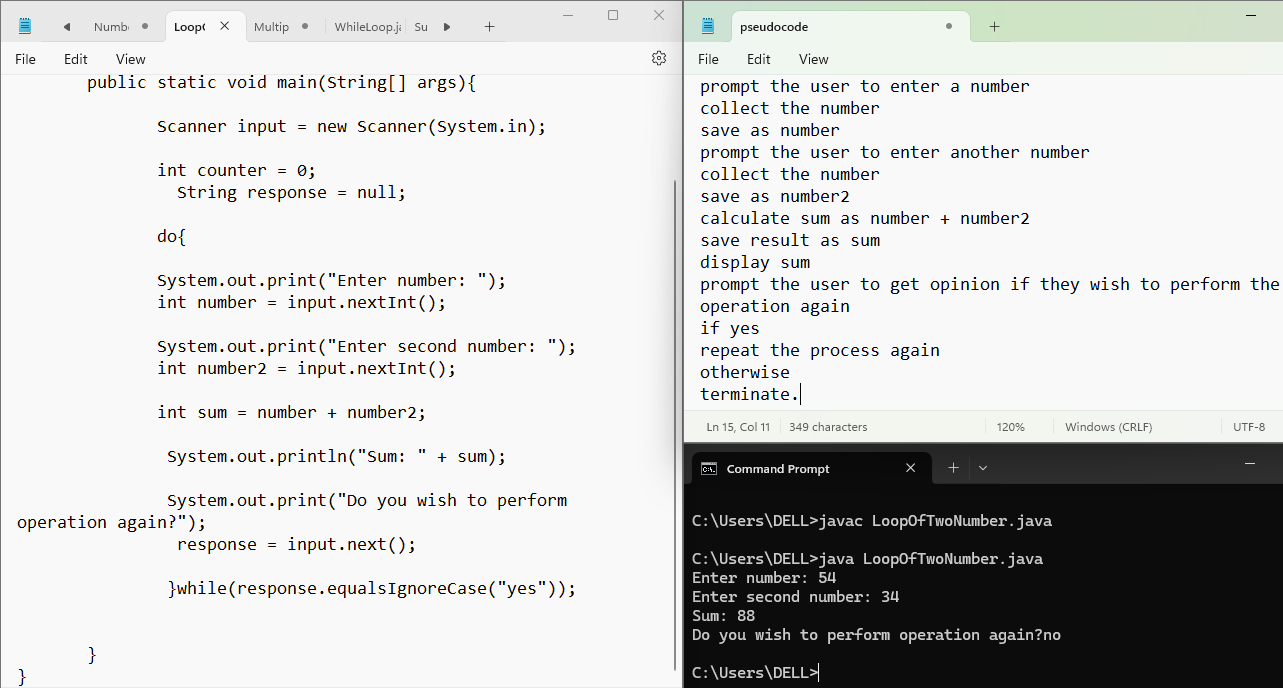 Numb
Loop
Multip
WhileLoop.ja
Su
File Edit View
public static void main(String[] args){
Scanner input = new Scanner(System.in);
int counter = 0;
String response = null;
do{
System.out.print("Enter number: ");
int number = input.nextInt();
System.out.print("Enter second number: ");
int number2 = input.nextInt();
int sum = number + number2;
System.out.println("Sum: " + sum);
System.out.print("Do you wish to perform
operation again?");
response = input.next();
}while(response.equalsIgnoreCase("yes"));
}
}
pseudocode
File Edit View
prompt the user to enter a number
collect the number
save as number
prompt the user to enter another number
collect the number
save as number2
calculate sum as number + number2
save result as sum
display sum
prompt the user to get opinion if they wish to perform the
operation again
if yes
repeat the process again
otherwise
terminate.
Ln 15, Col 11 349 characters 120% Windows (CRLF) UTF-8
Command Prompt
C:\Users\DELL>javac LoopOfTwoNumber.java
C:\Users\DELL>java LoopOfTwoNumber.java
Enter number: 54
Enter second number: 34
Sum: 88
Do you wish to perform operation again?no
C:\Users\DELL>